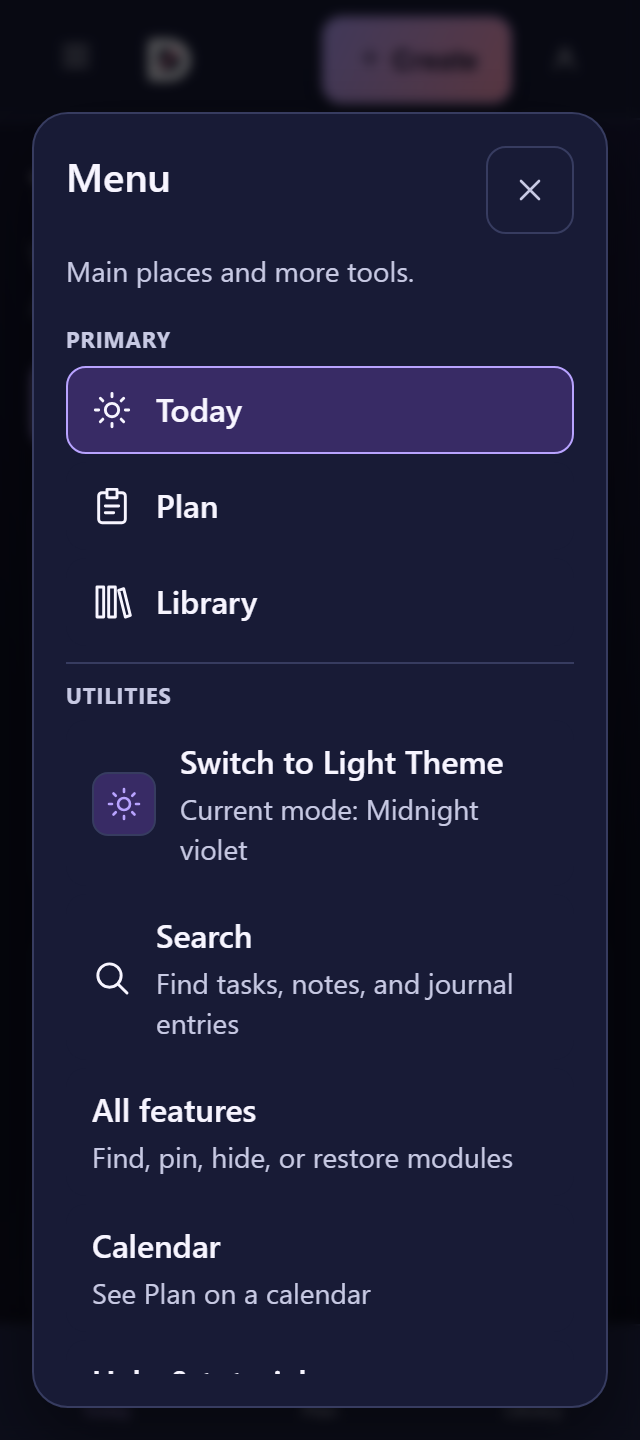 Create
Menu
Main places and more tools.
PRIMARY
Today
Plan
Library
UTILITIES
Switch to Light Theme
Current mode: Midnight
violet
Search
Find tasks, notes, and journal
entries
All features
Find, pin, hide, or restore modules
Calendar
See Plan on a calendar